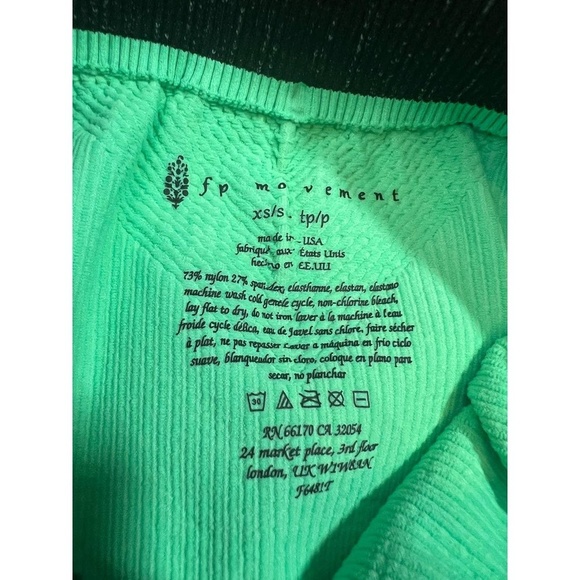 fp movement
xs/s. tp/p
made in USA
fabriqué aux États Unis
hecho en EE.UU
73% nylon 27% spandex, elasthanne, elastan, elastano
machine wash cold gentle cycle, non-chlorine bleach,
lay flat to dry, do not iron laver à la machine à l'eau
froide cycle délica, eau de javel sans chlore, faire sécher
à plat, ne pas repasser Lavar a máquina en frío ciclo
suave, blanqueador sin cloro, coloque en plano para
secar, no planchar
30
RN 66170 CA 32054
24 market place, 3rd floor
london, UK W1W8AN
F6481T